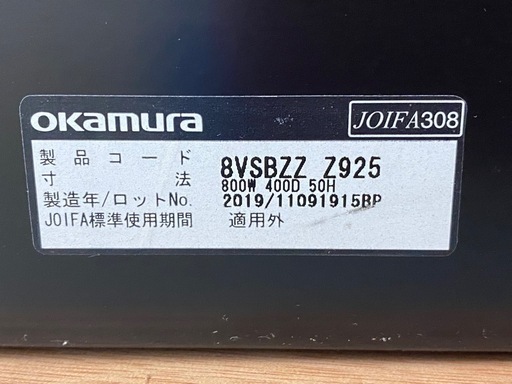 okamura JOIFA308
製品コード 8VSBZZ Z925
寸法 800W 400D 50H
製造年/ロットNo. 2019/11091915BP
JOIFA標準使用期間 適用外